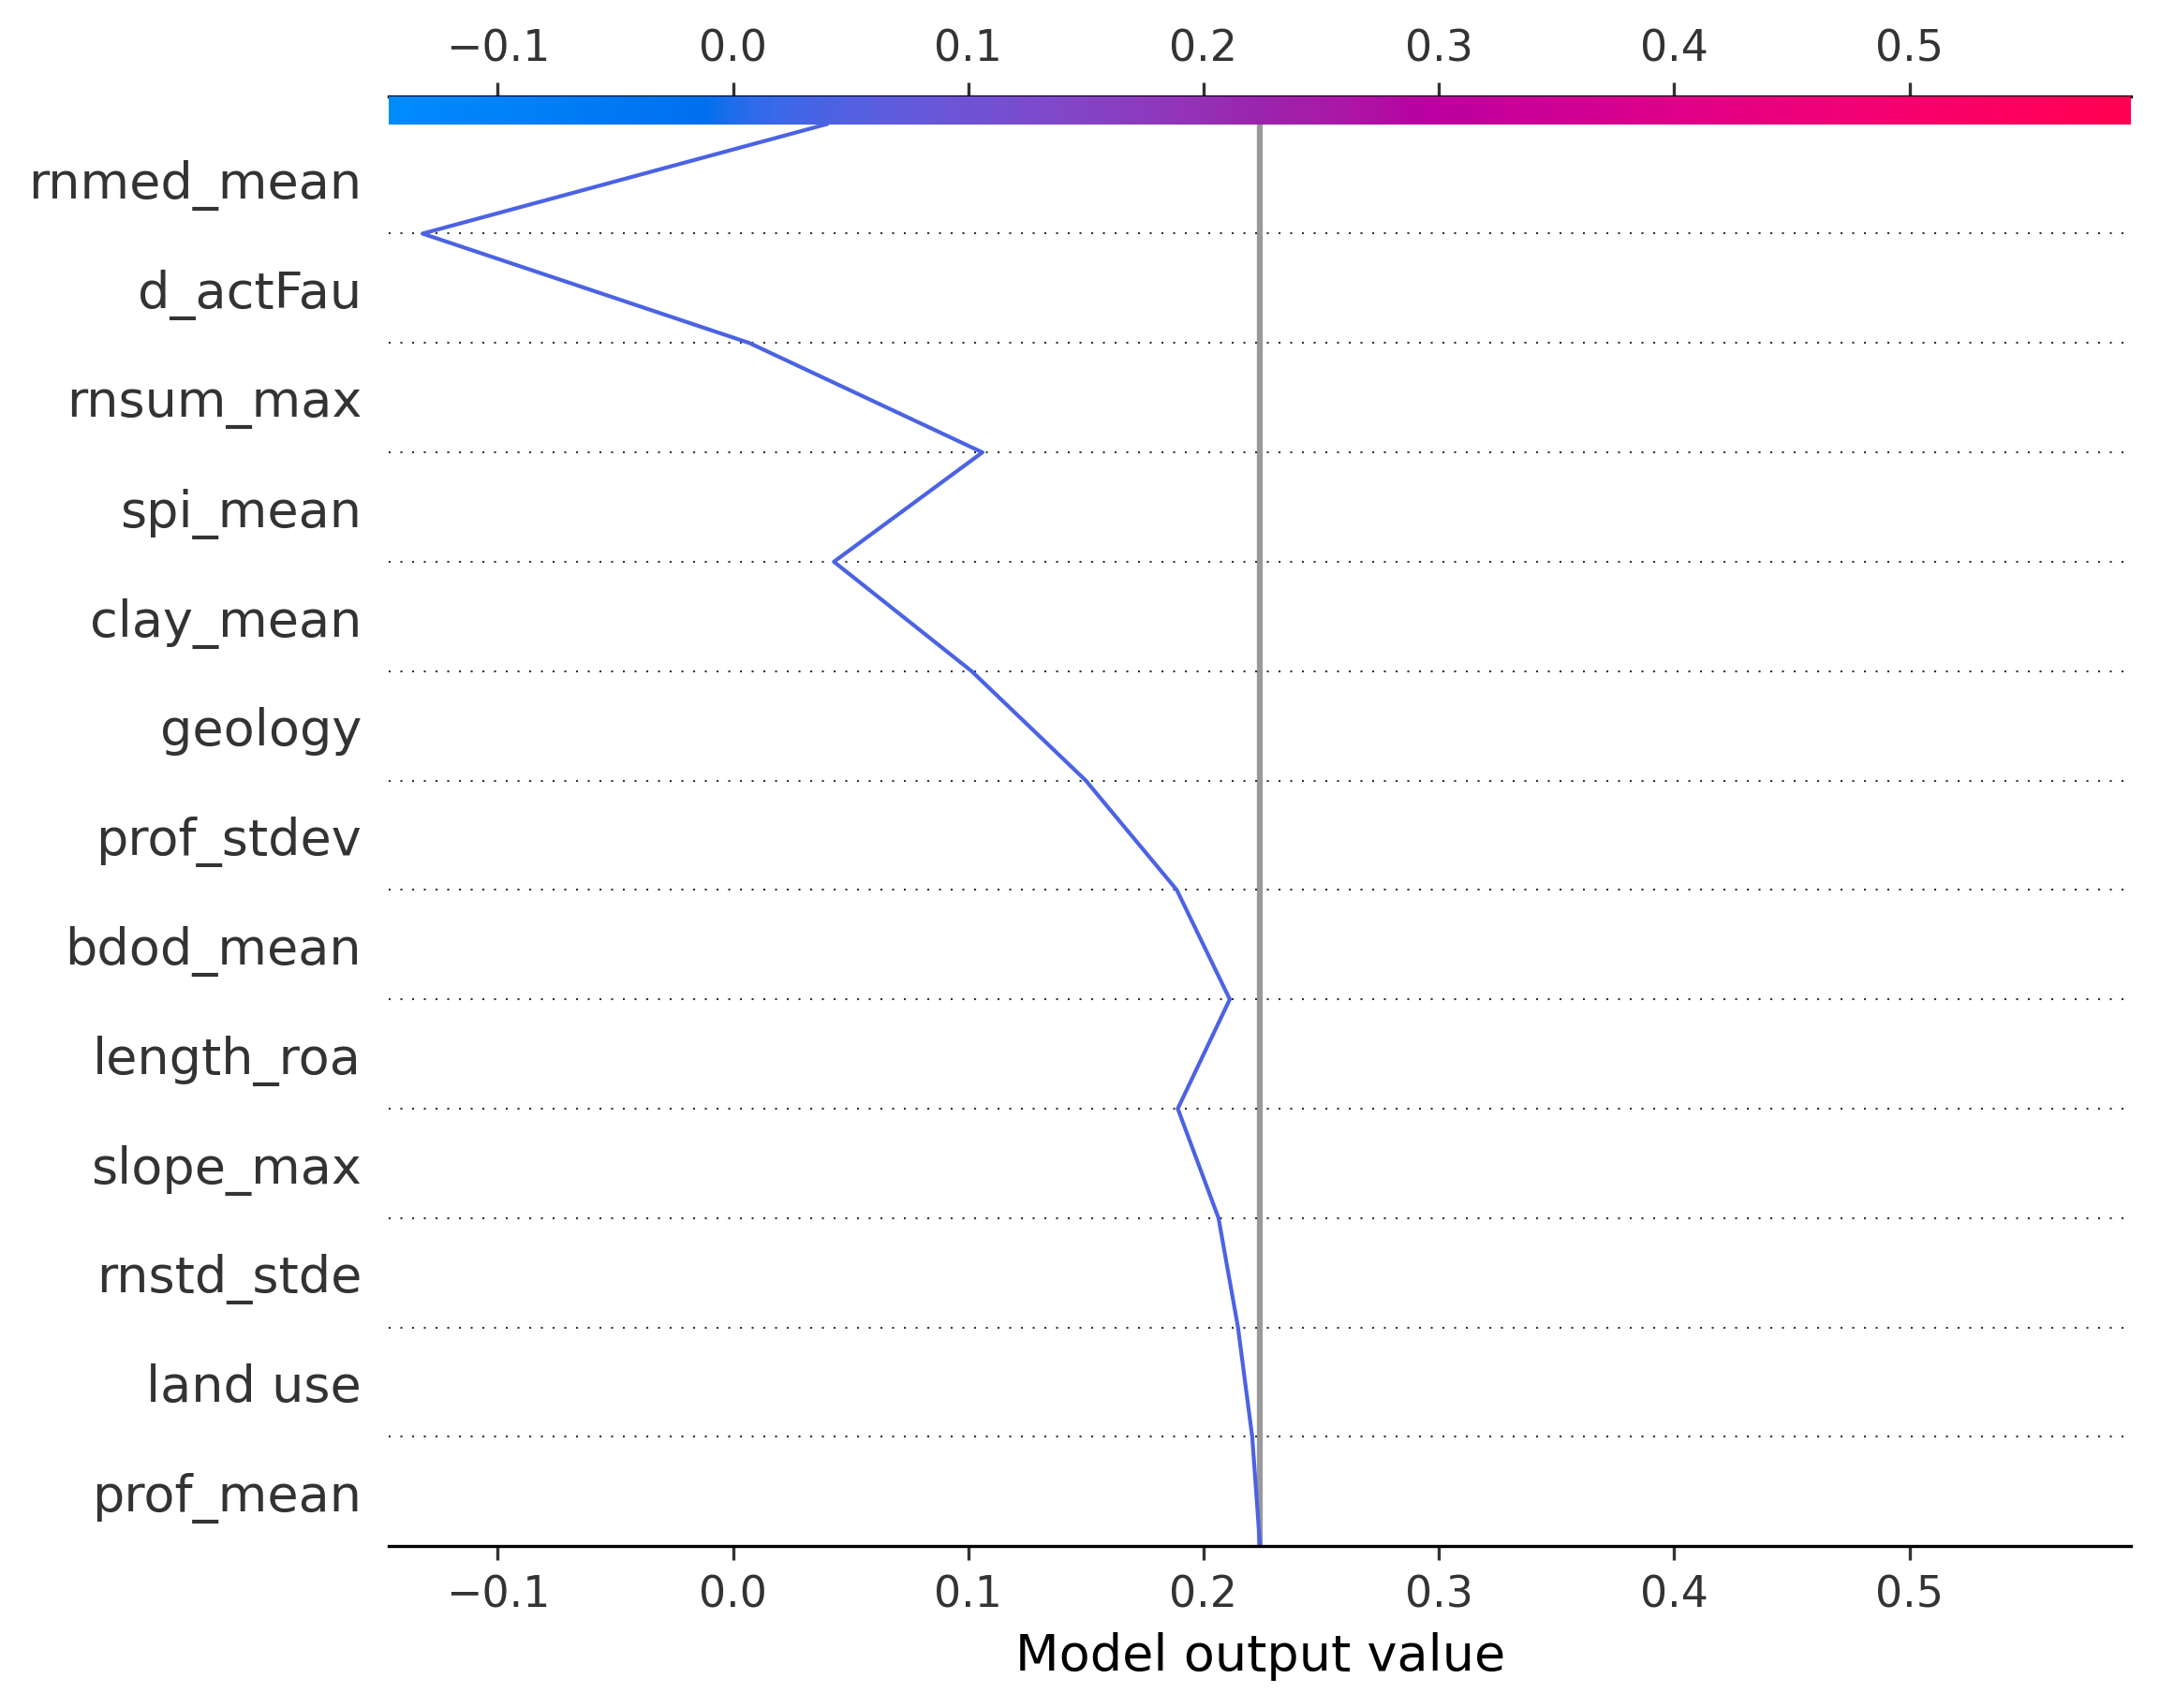 −0.1 0.0 0.1 0.2 0.3 0.4 0.5
rnmed_mean
d_actFau
rnsum_max
spi_mean
clay_mean
geology
prof_stdev
bdod_mean
length_roa
slope_max
rnstd_stde
land use
prof_mean
−0.1 0.0 0.1 0.2 0.3 0.4 0.5
Model output value